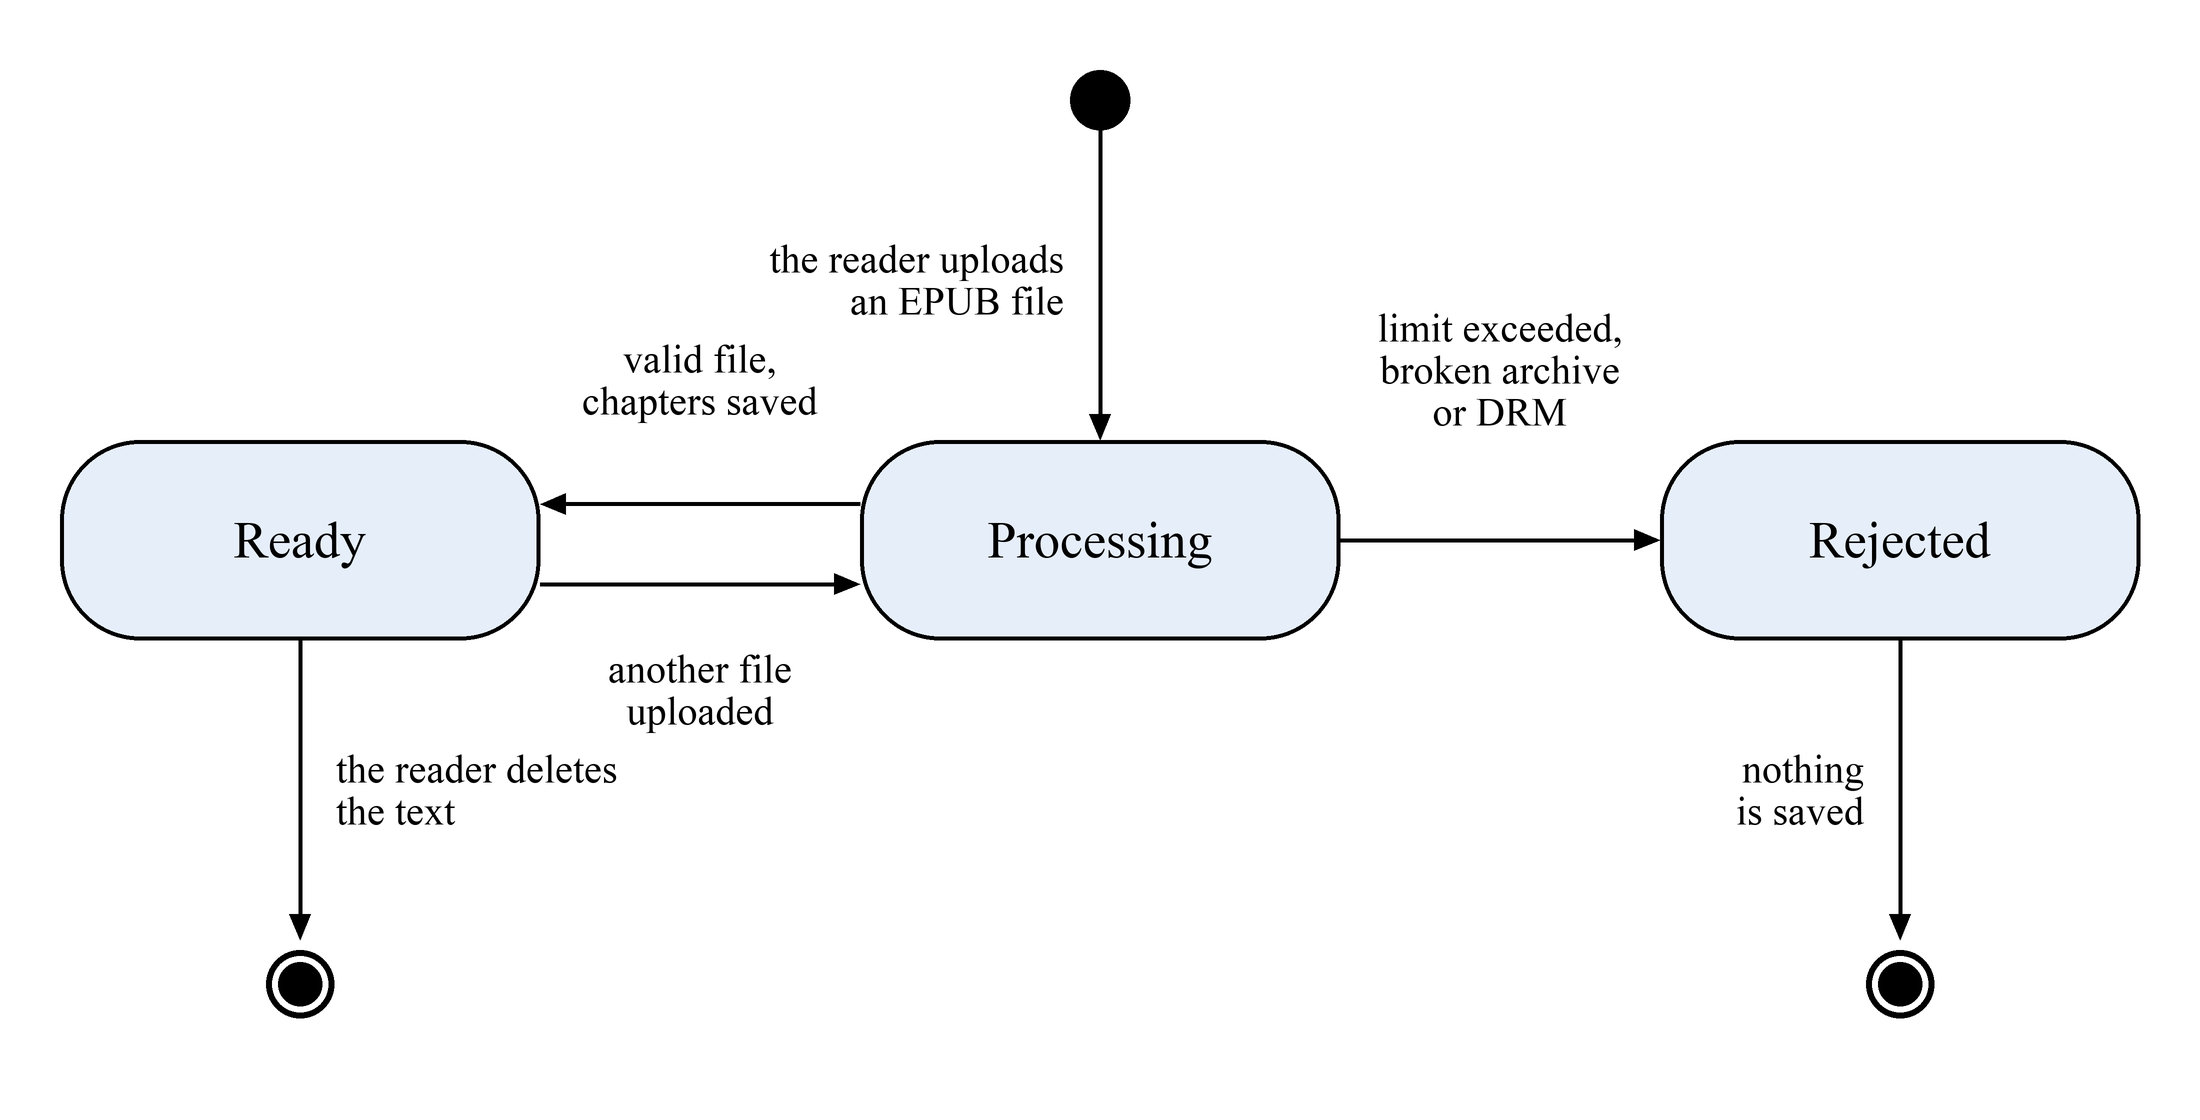 the reader uploads
an EPUB file
valid file,
chapters saved
limit exceeded,
broken archive
or DRM
Ready
Processing
Rejected
another file
uploaded
the reader deletes
the text
nothing
is saved